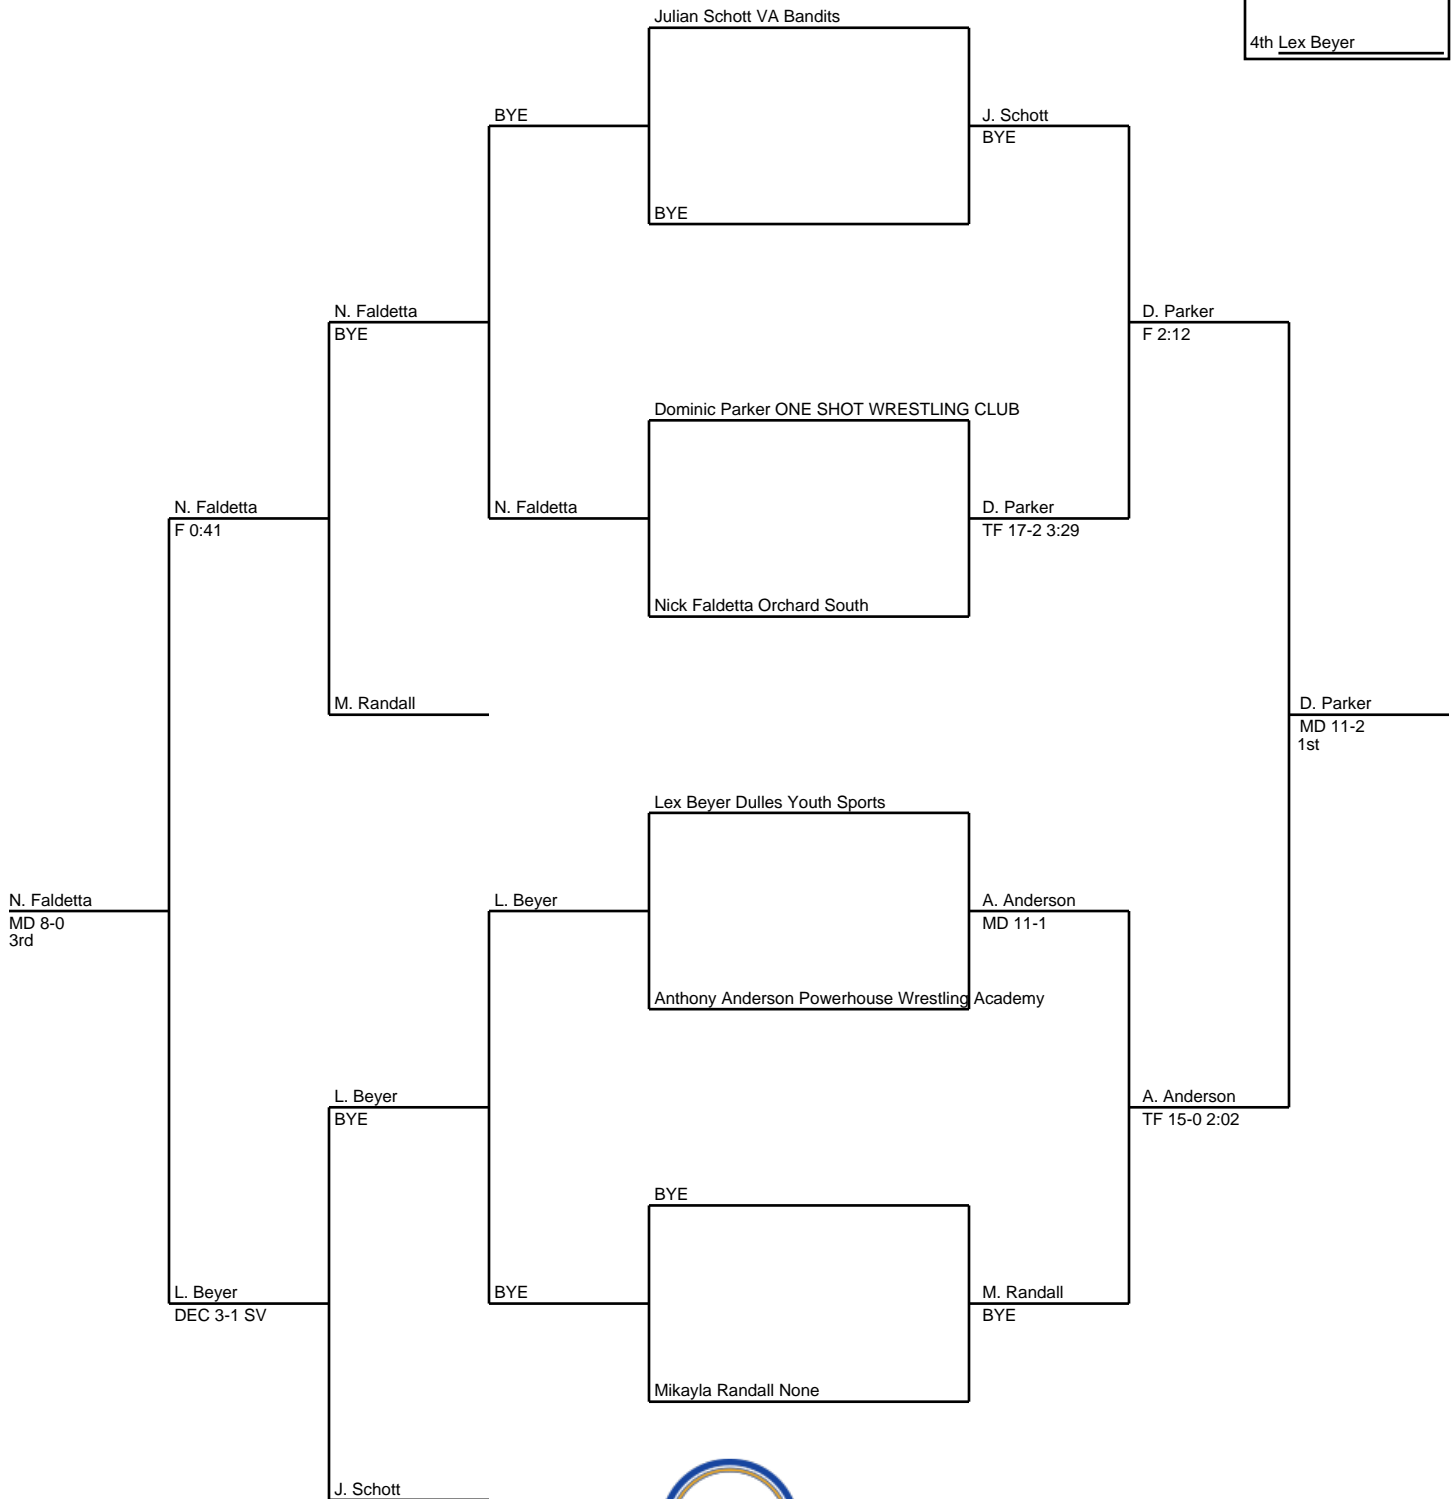 Julian Schott VA Bandits
4th Lex Beyer
BYE
J. Schott
BYE
BYE
N. Faldetta
BYE
D. Parker
F 2:12
Dominic Parker ONE SHOT WRESTLING CLUB
N. Faldetta
F 0:41
N. Faldetta
D. Parker
TF 17-2 3:29
Nick Faldetta Orchard South
M. Randall
D. Parker
MD 11-2
1st
Lex Beyer Dulles Youth Sports
N. Faldetta
MD 8-0
3rd
L. Beyer
A. Anderson
MD 11-1
Anthony Anderson Powerhouse Wrestling Academy
L. Beyer
BYE
A. Anderson
TF 15-0 2:02
BYE
L. Beyer
DEC 3-1 SV
BYE
M. Randall
BYE
Mikayla Randall None
J. Schott